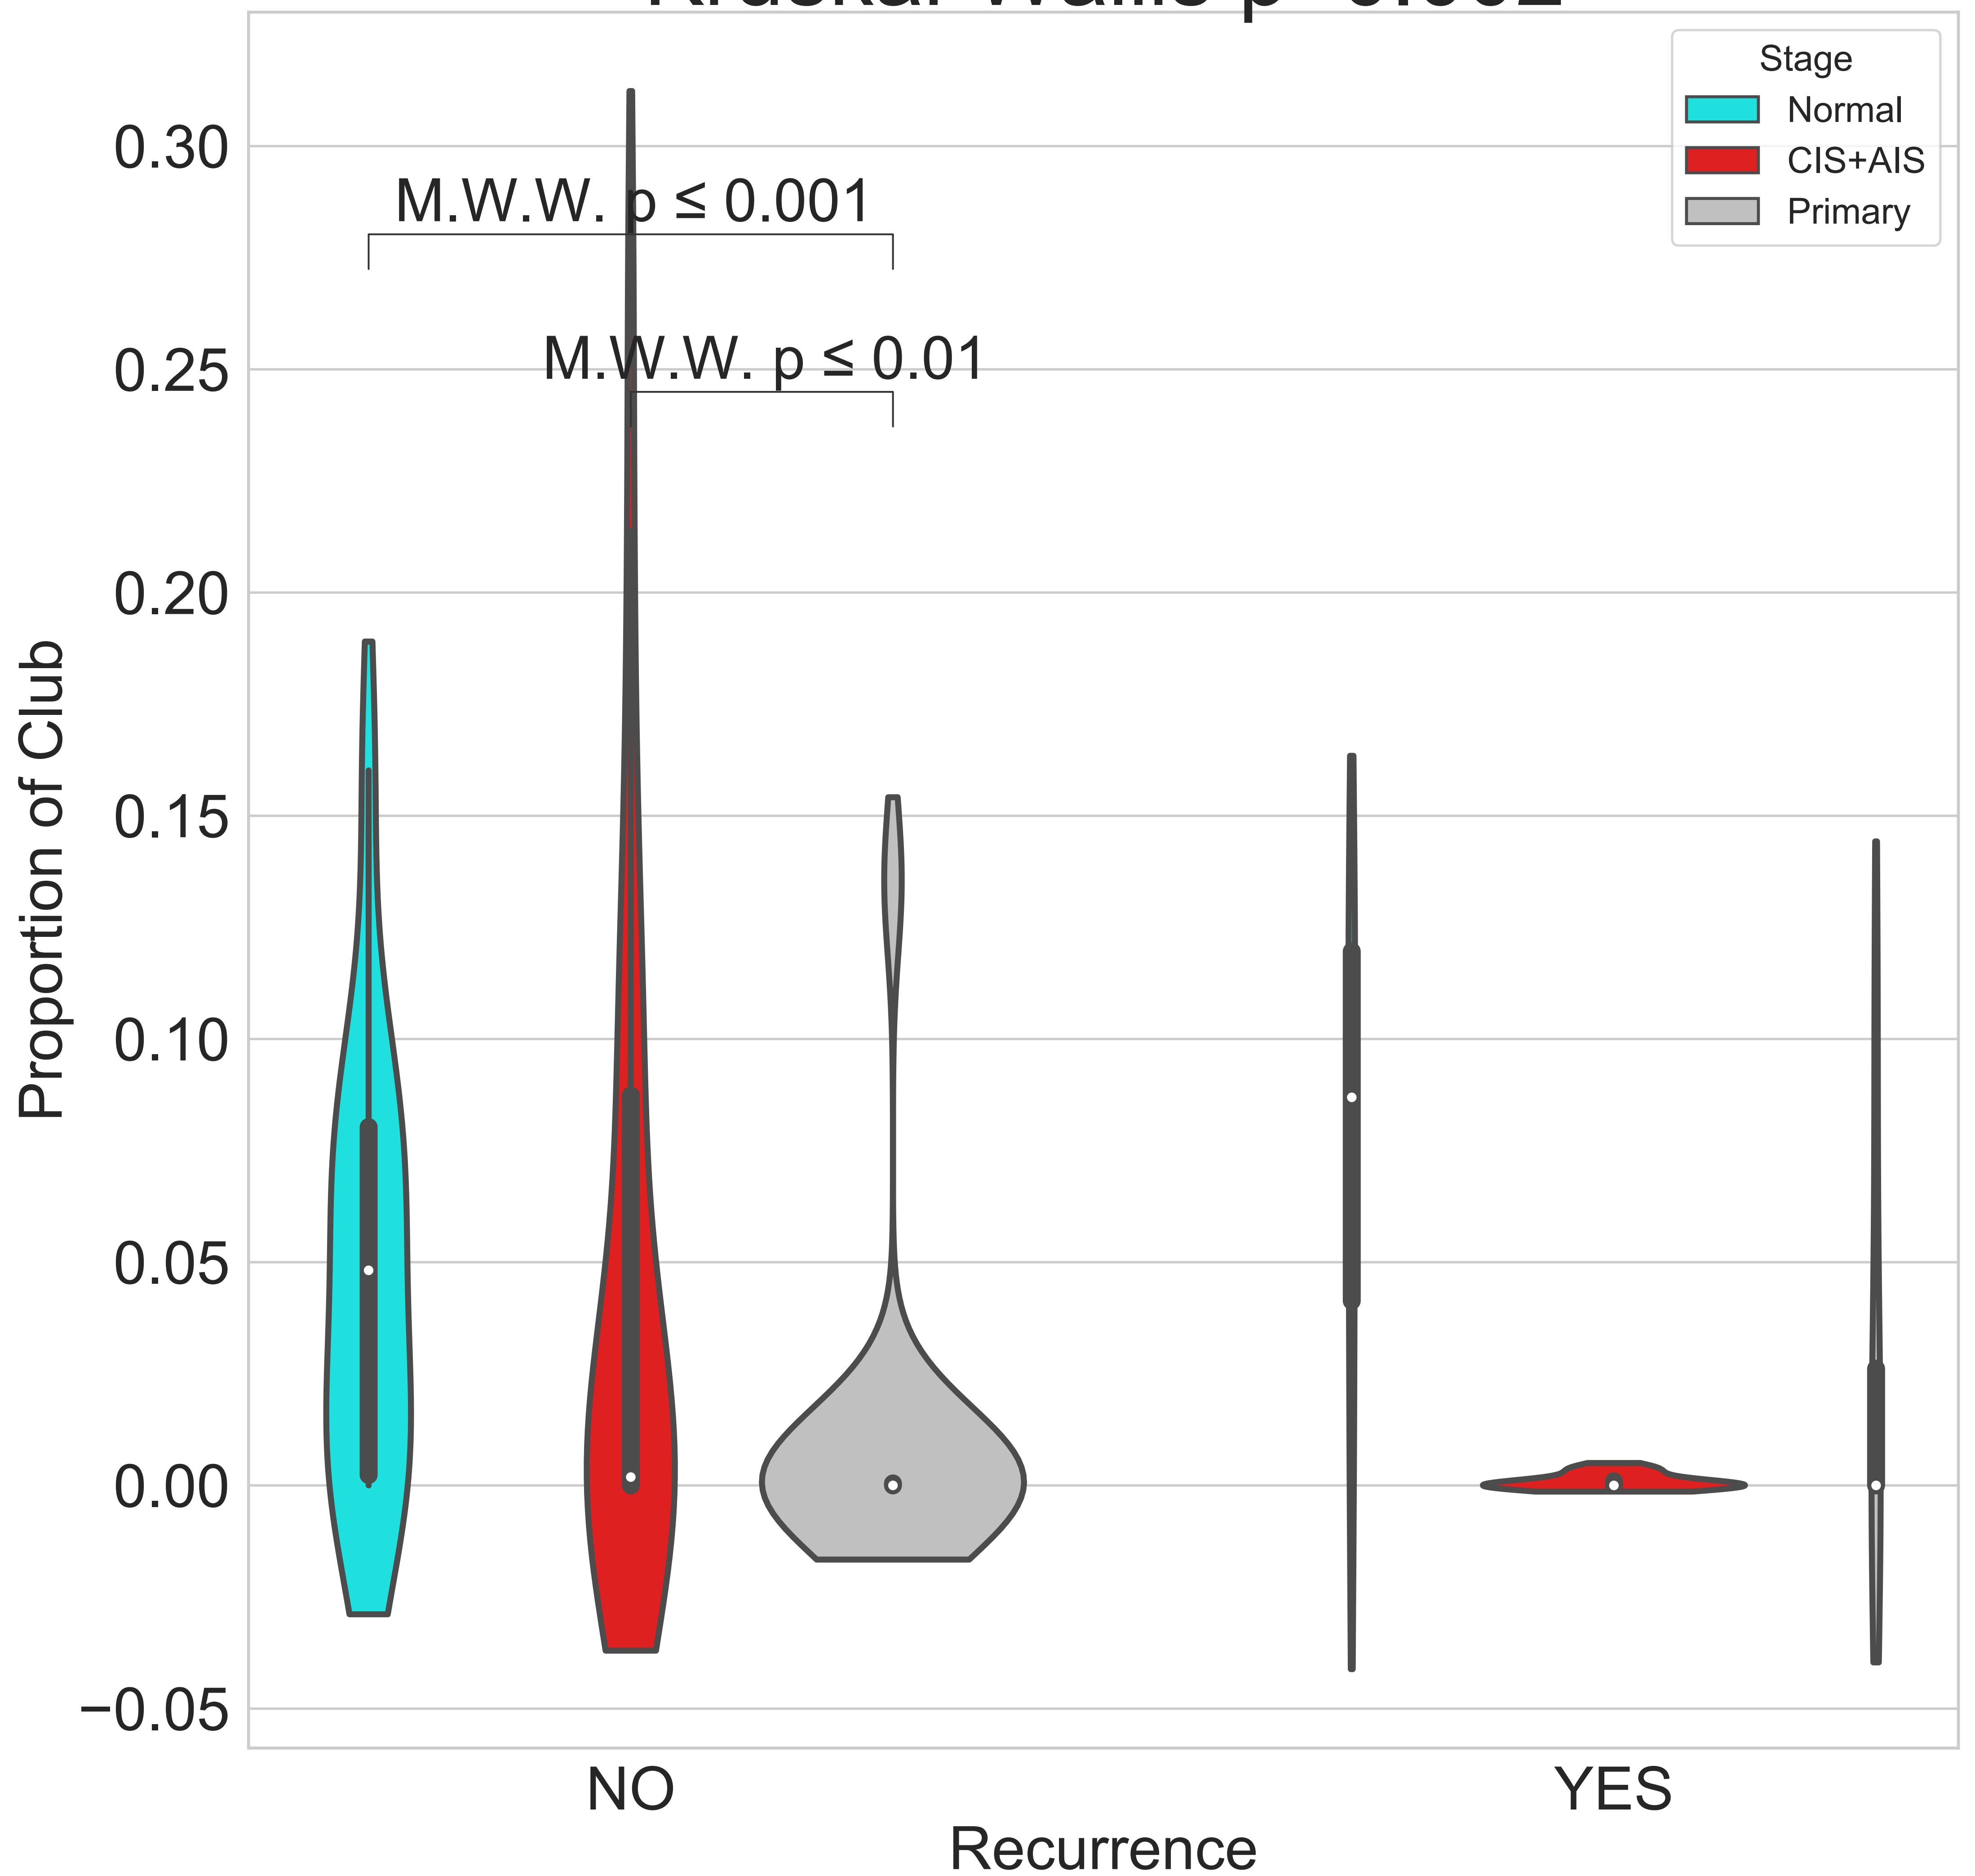 Stage
Normal
CIS+AIS
Primary
0.30
0.25
0.20
0.15
0.10
0.05
0.00
−0.05
M.W.W. p ≤ 0.001
M.W.W. p ≤ 0.01
Proportion of Club
NO
YES
Recurrence